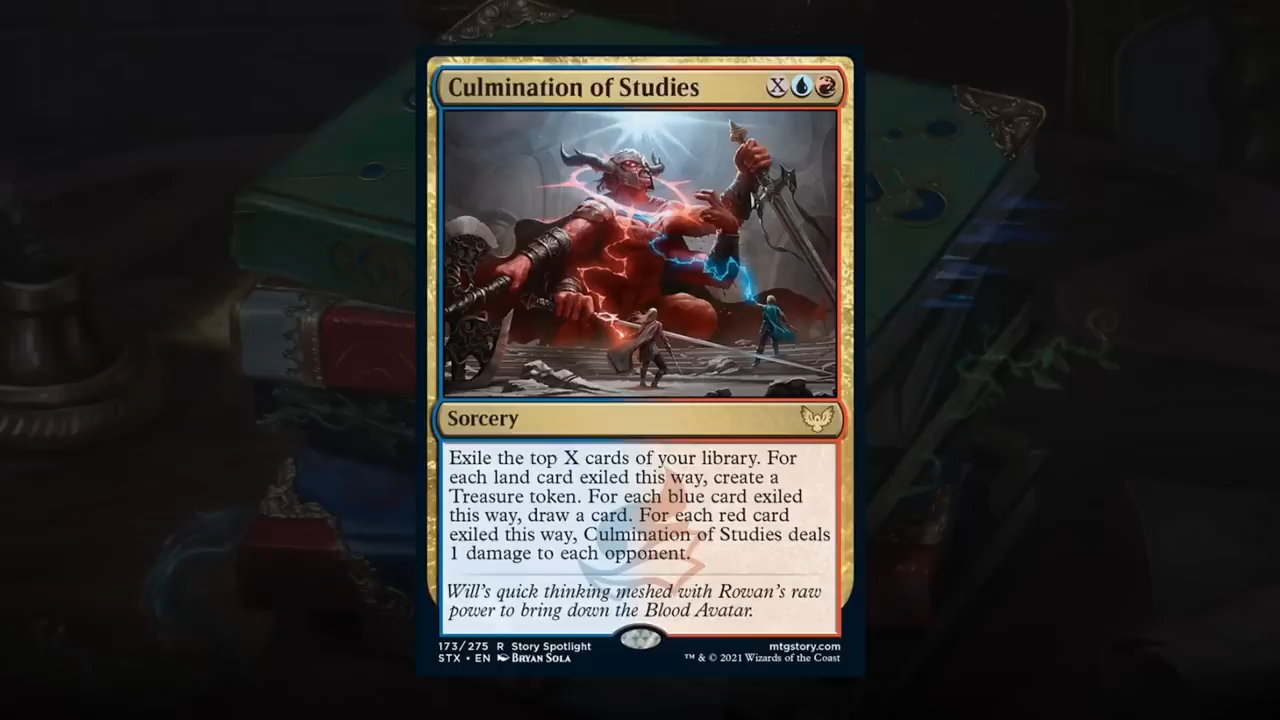 Culmination of Studies X
Sorcery
Exile the top X cards of your library. For
each land card exiled this way, create a
Treasure token. For each blue card exiled
this way, draw a card. For each red card
exiled this way, Culmination of Studies deals
1 damage to each opponent.
Will's quick thinking meshed with Rowan's raw
power to bring down the Blood Avatar.
173/275 R Story Spotlight mtgstory.com
STX • EN Bryan Sola ™ & © 2021 Wizards of the Coast